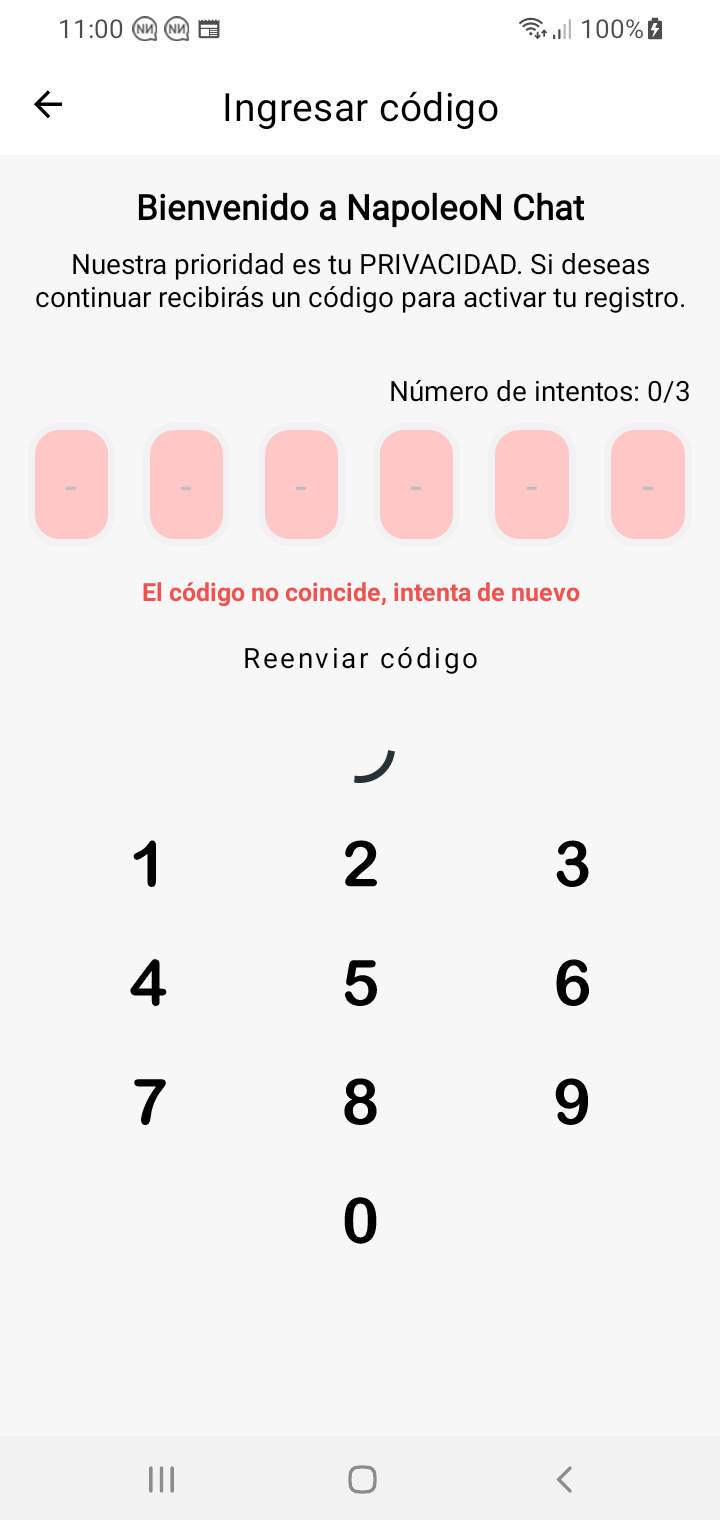 11:00 NN NN 100%
Ingresar código
Bienvenido a NapoleoN Chat
Nuestra prioridad es tu PRIVACIDAD. Si deseas
continuar recibirás un código para activar tu registro.
Número de intentos: 0/3
- - - - - -
El código no coincide, intenta de nuevo
Reenviar código
1 2 3
4 5 6
7 8 9
0